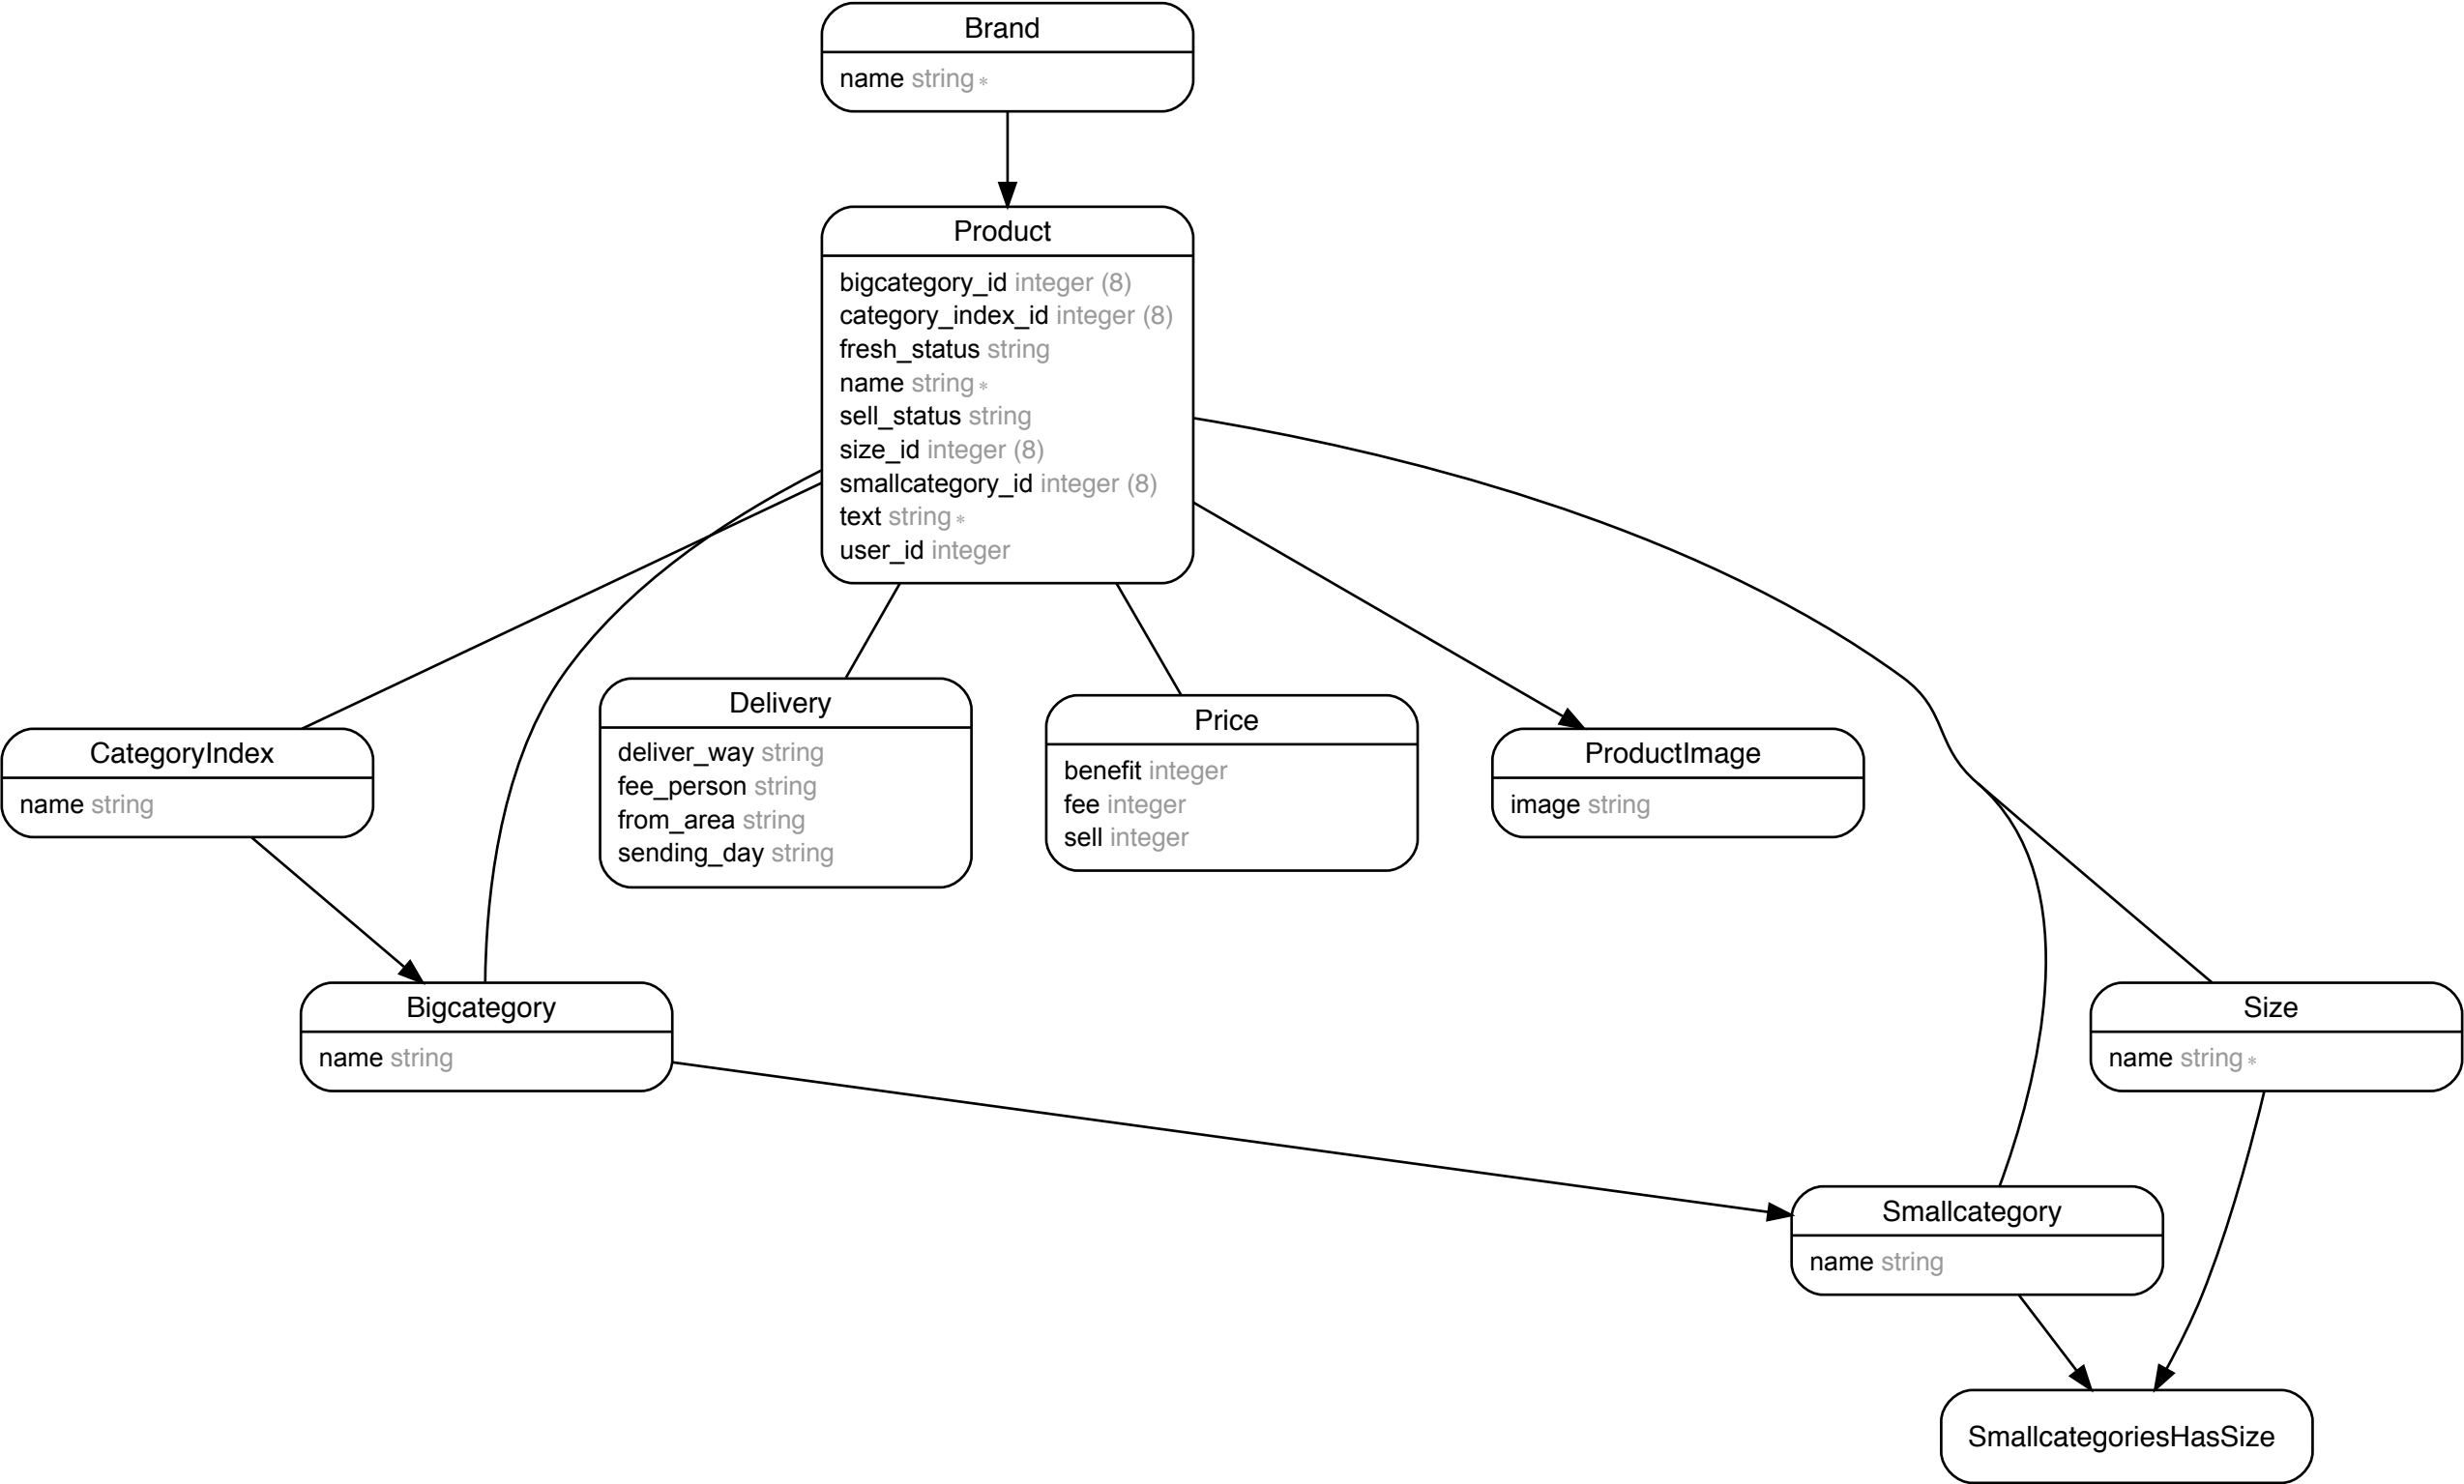 Brand
name string *
Product
bigcategory_id integer (8)
category_index_id integer (8)
fresh_status string
name string *
sell_status string
size_id integer (8)
smallcategory_id integer (8)
text string *
user_id integer
Delivery
deliver_way string
fee_person string
from_area string
sending_day string
Price
benefit integer
fee integer
sell integer
CategoryIndex
name string
ProductImage
image string
Bigcategory
name string
Size
name string *
Smallcategory
name string
SmallcategoriesHasSize